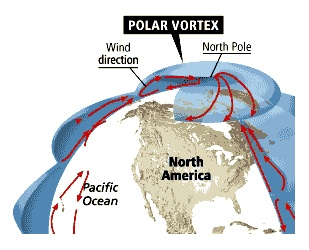 POLAR VORTEX
Wind
direction
North Pole
North
America
Pacific
Ocean